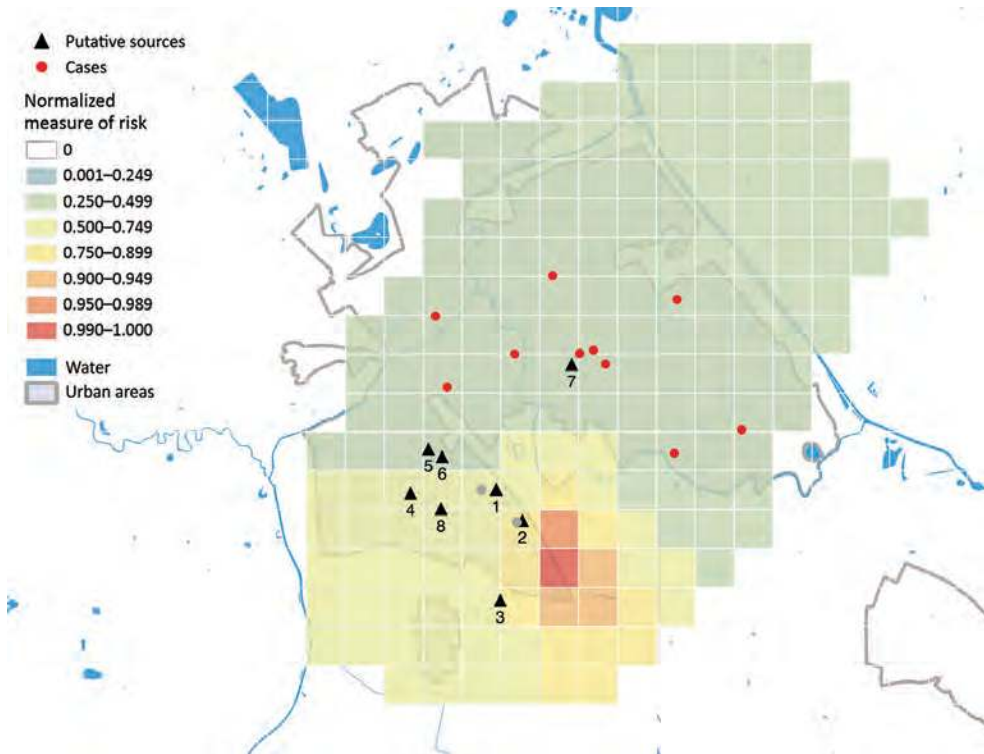 Putative sources
Cases
Normalized
measure of risk
0
0.001–0.249
0.250–0.499
0.500–0.749
0.750–0.899
0.900–0.949
0.950–0.989
0.990–1.000
Water
Urban areas
7
5
6
4
1
8
2
3